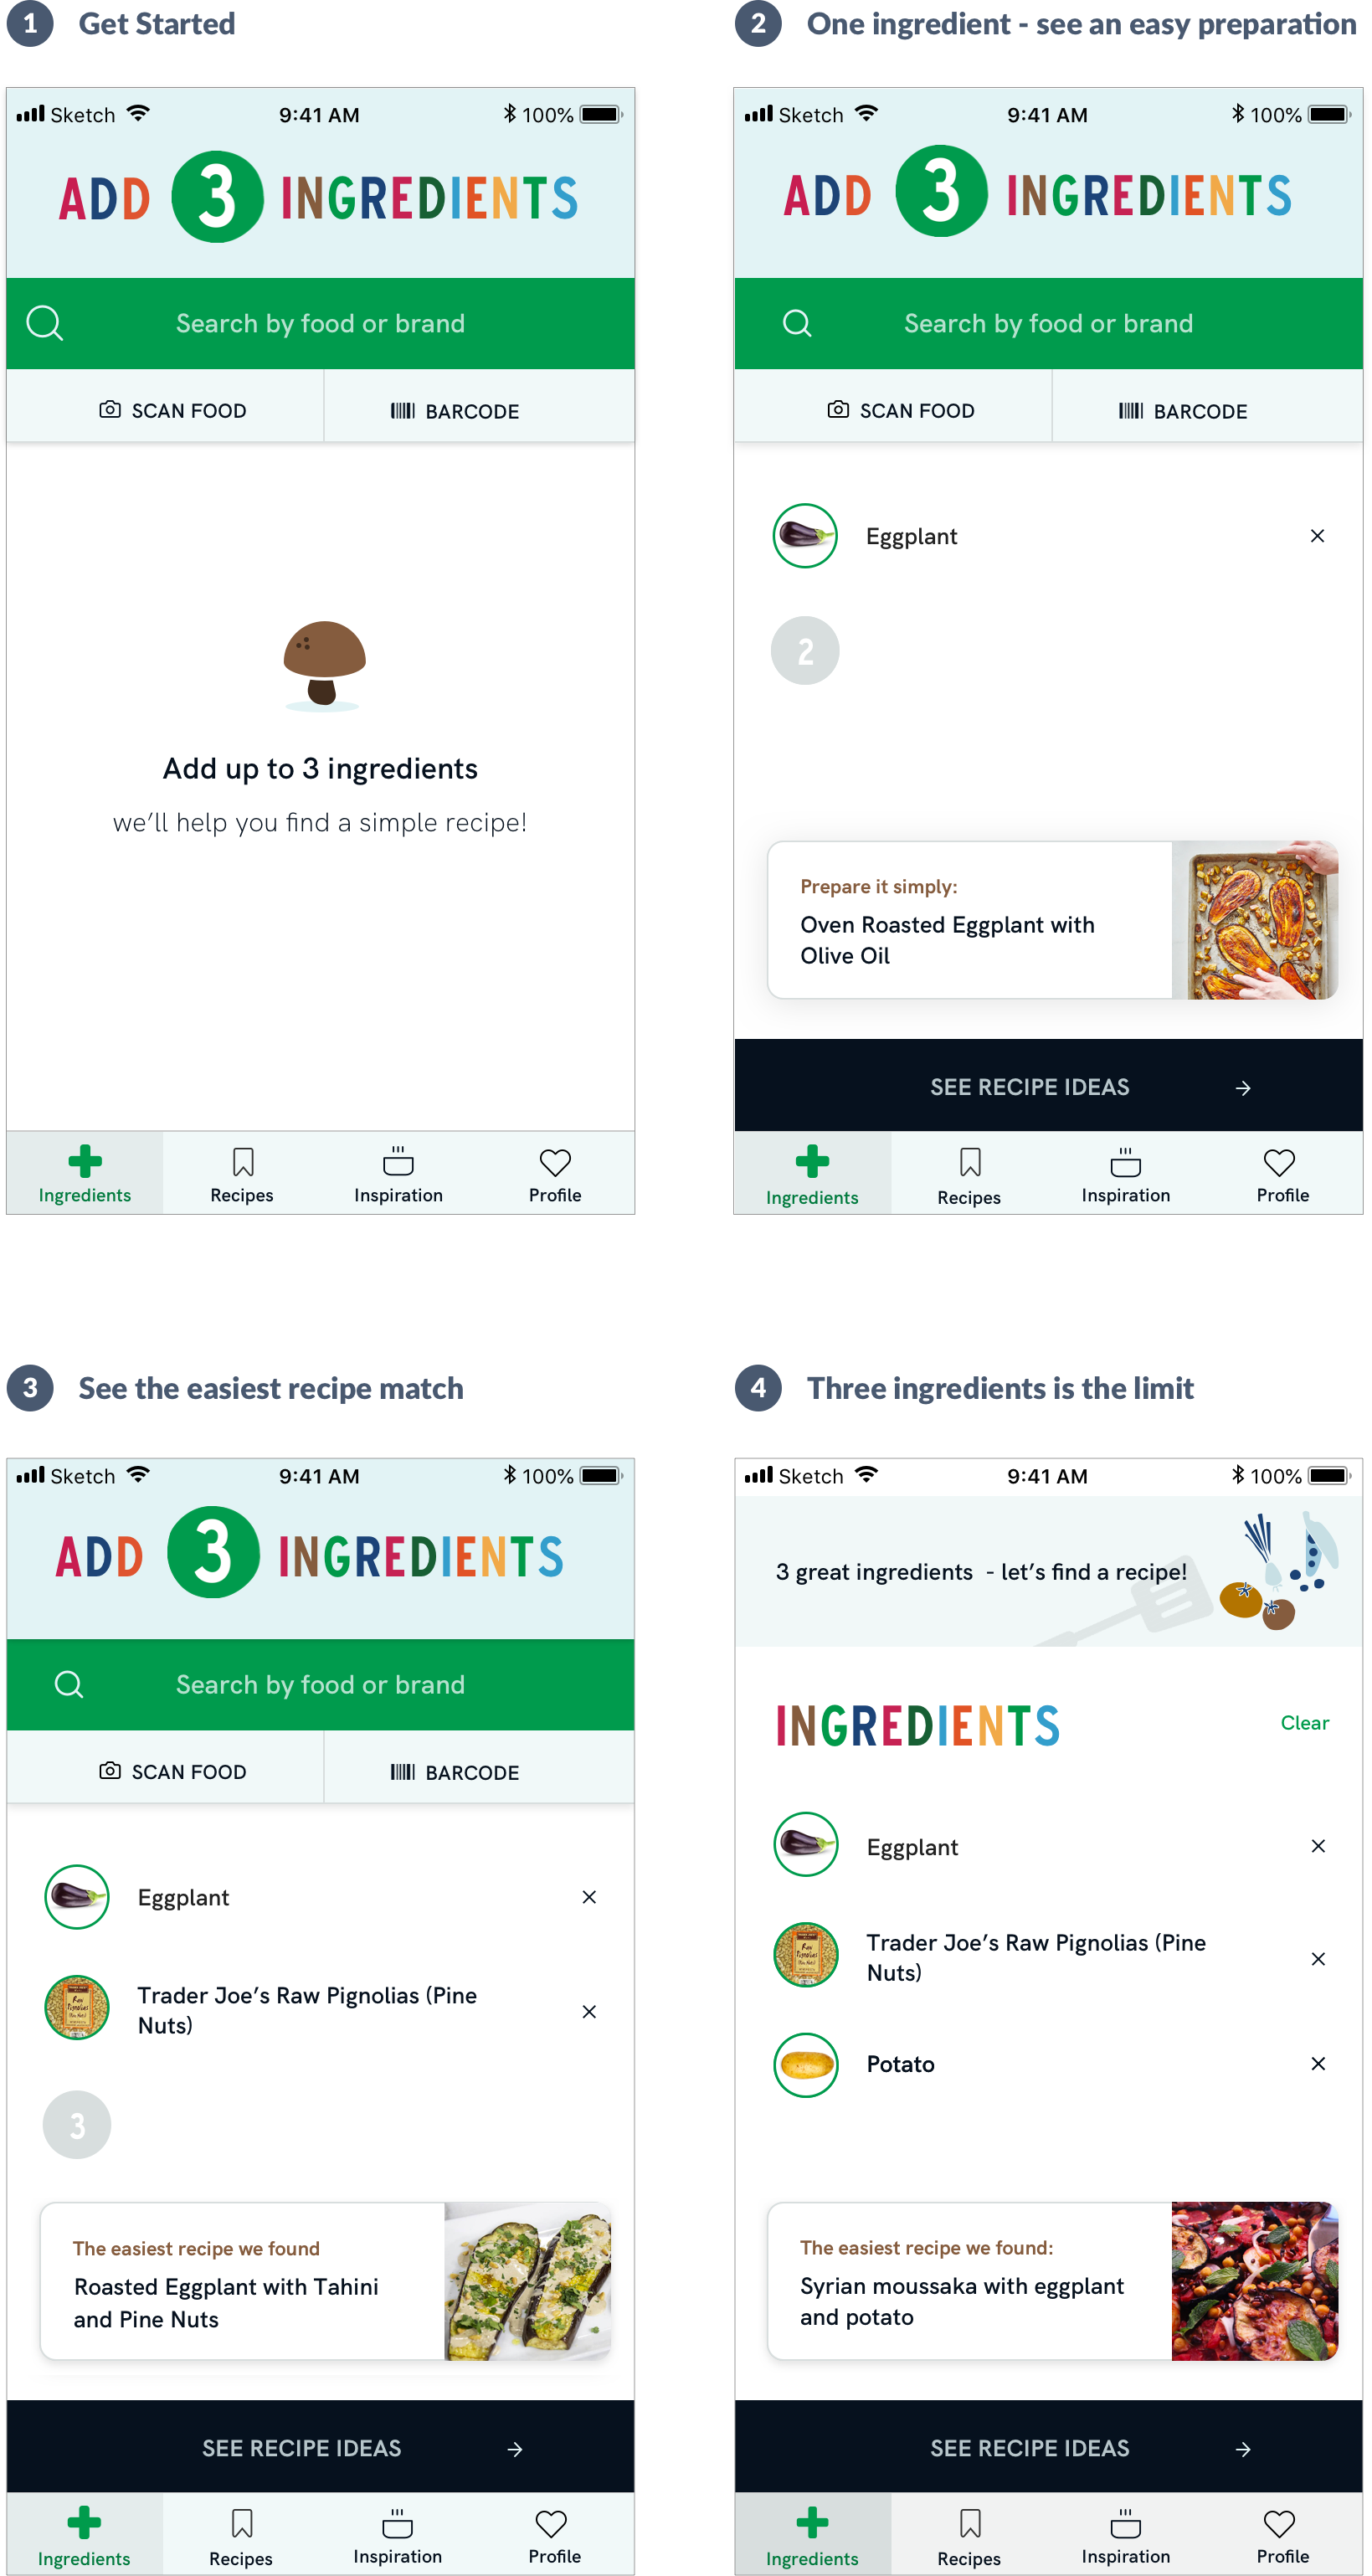 1 Get Started
Sketch 9:41 AM 100%
ADD 3 INGREDIENTS
Search by food or brand
SCAN FOOD BARCODE
Add up to 3 ingredients
we’ll help you find a simple recipe!
Ingredients Recipes Inspiration Profile
2 One ingredient - see an easy preparation
Sketch 9:41 AM 100%
ADD 3 INGREDIENTS
Search by food or brand
SCAN FOOD BARCODE
Eggplant
2
Prepare it simply:
Oven Roasted Eggplant with
Olive Oil
SEE RECIPE IDEAS
Ingredients Recipes Inspiration Profile
3 See the easiest recipe match
Sketch 9:41 AM 100%
ADD 3 INGREDIENTS
Search by food or brand
SCAN FOOD BARCODE
Eggplant
Raw
Pignolias
Trader Joe’s Raw Pignolias (Pine
Nuts)
3
The easiest recipe we found
Roasted Eggplant with Tahini
and Pine Nuts
SEE RECIPE IDEAS
Ingredients Recipes Inspiration Profile
4 Three ingredients is the limit
Sketch 9:41 AM 100%
3 great ingredients - let’s find a recipe!
INGREDIENTS Clear
Eggplant
Raw
Pignolias
Trader Joe’s Raw Pignolias (Pine
Nuts)
Potato
The easiest recipe we found:
Syrian moussaka with eggplant
and potato
SEE RECIPE IDEAS
Ingredients Recipes Inspiration Profile